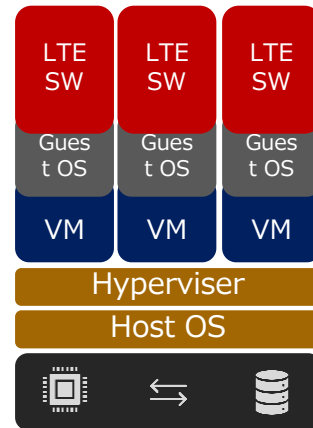 LTE
SW
LTE
SW
LTE
SW
Gues
t OS
Gues
t OS
Gues
t OS
VM
VM
VM
Hyperviser
Host OS